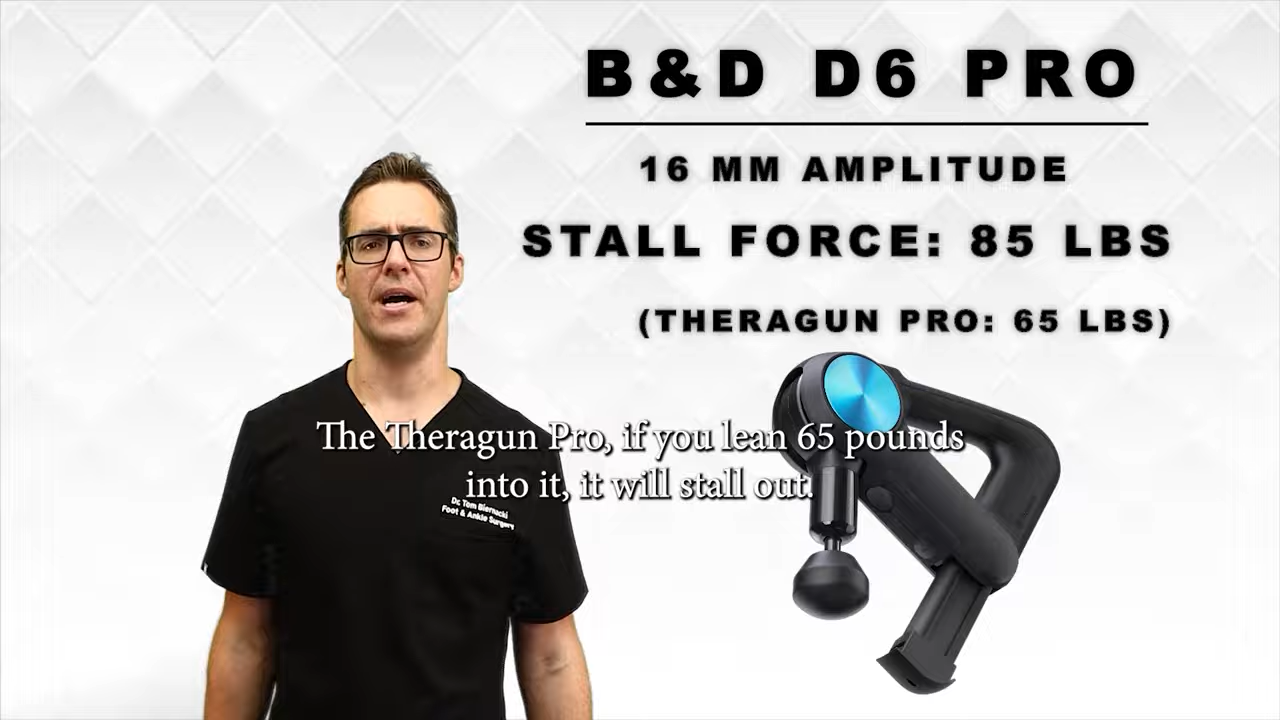 B&D D6 PRO
16 MM AMPLITUDE
STALL FORCE: 85 LBS
(THERAGUN PRO: 65 LBS)
The Theragun Pro, if you lean 65 pounds
into it, it will stall out.
Dr. Tom Biernacki
Foot & Ankle Surgery